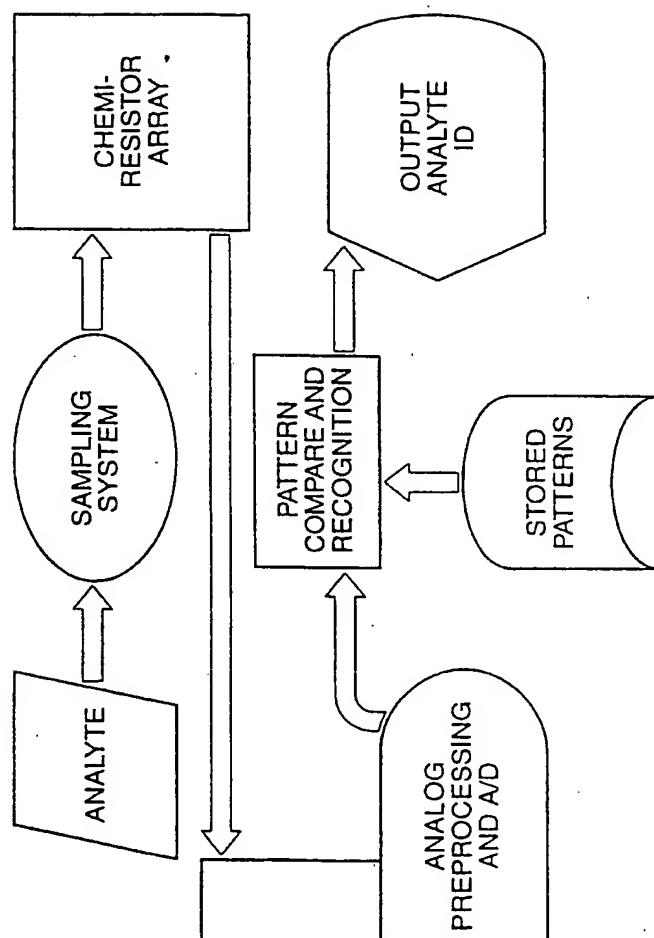 ANALYTE
SAMPLING
SYSTEM
CHEMI-
RESISTOR
ARRAY
ANALOG
PREPROCESSING
AND A/D
PATTERN
COMPARE AND
RECOGNITION
STORED
PATTERNS
OUTPUT
ANALYTE
ID